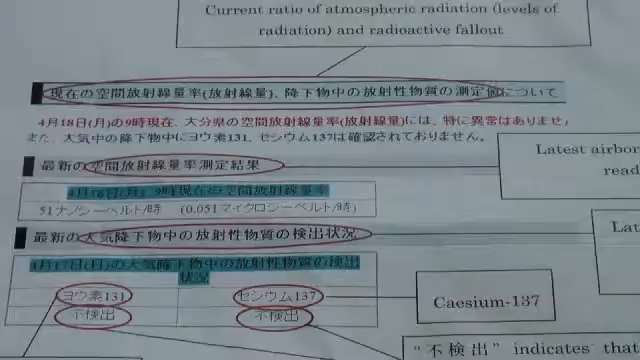 Current ratio of atmospheric radiation (levels of
radiation) and radioactive fallout
現在の空間放射線量率(放射線量)、降下物中の放射性物質の測定値について
4月18日(月)の9時現在、大分県の空間放射線量率(放射線量)には、特に異常はありませ
また、大気中の降下物中にヨウ素131、セシウム137は確認されておりません。
Latest airbor
read
最新の空間放射線量率測定結果
4月18日(月) 9時現在の空間放射線量率
51ナノシーベルト/時 (0.051マイクロシーベルト/時)
Lat
最新の大気降下物中の放射性物質の検出状況
4月17日(日)の大気降下物中の放射性物質の検出
状況
ヨウ素131 セシウム137
Caesium-137
不検出 不検出
"不検出" indicates that